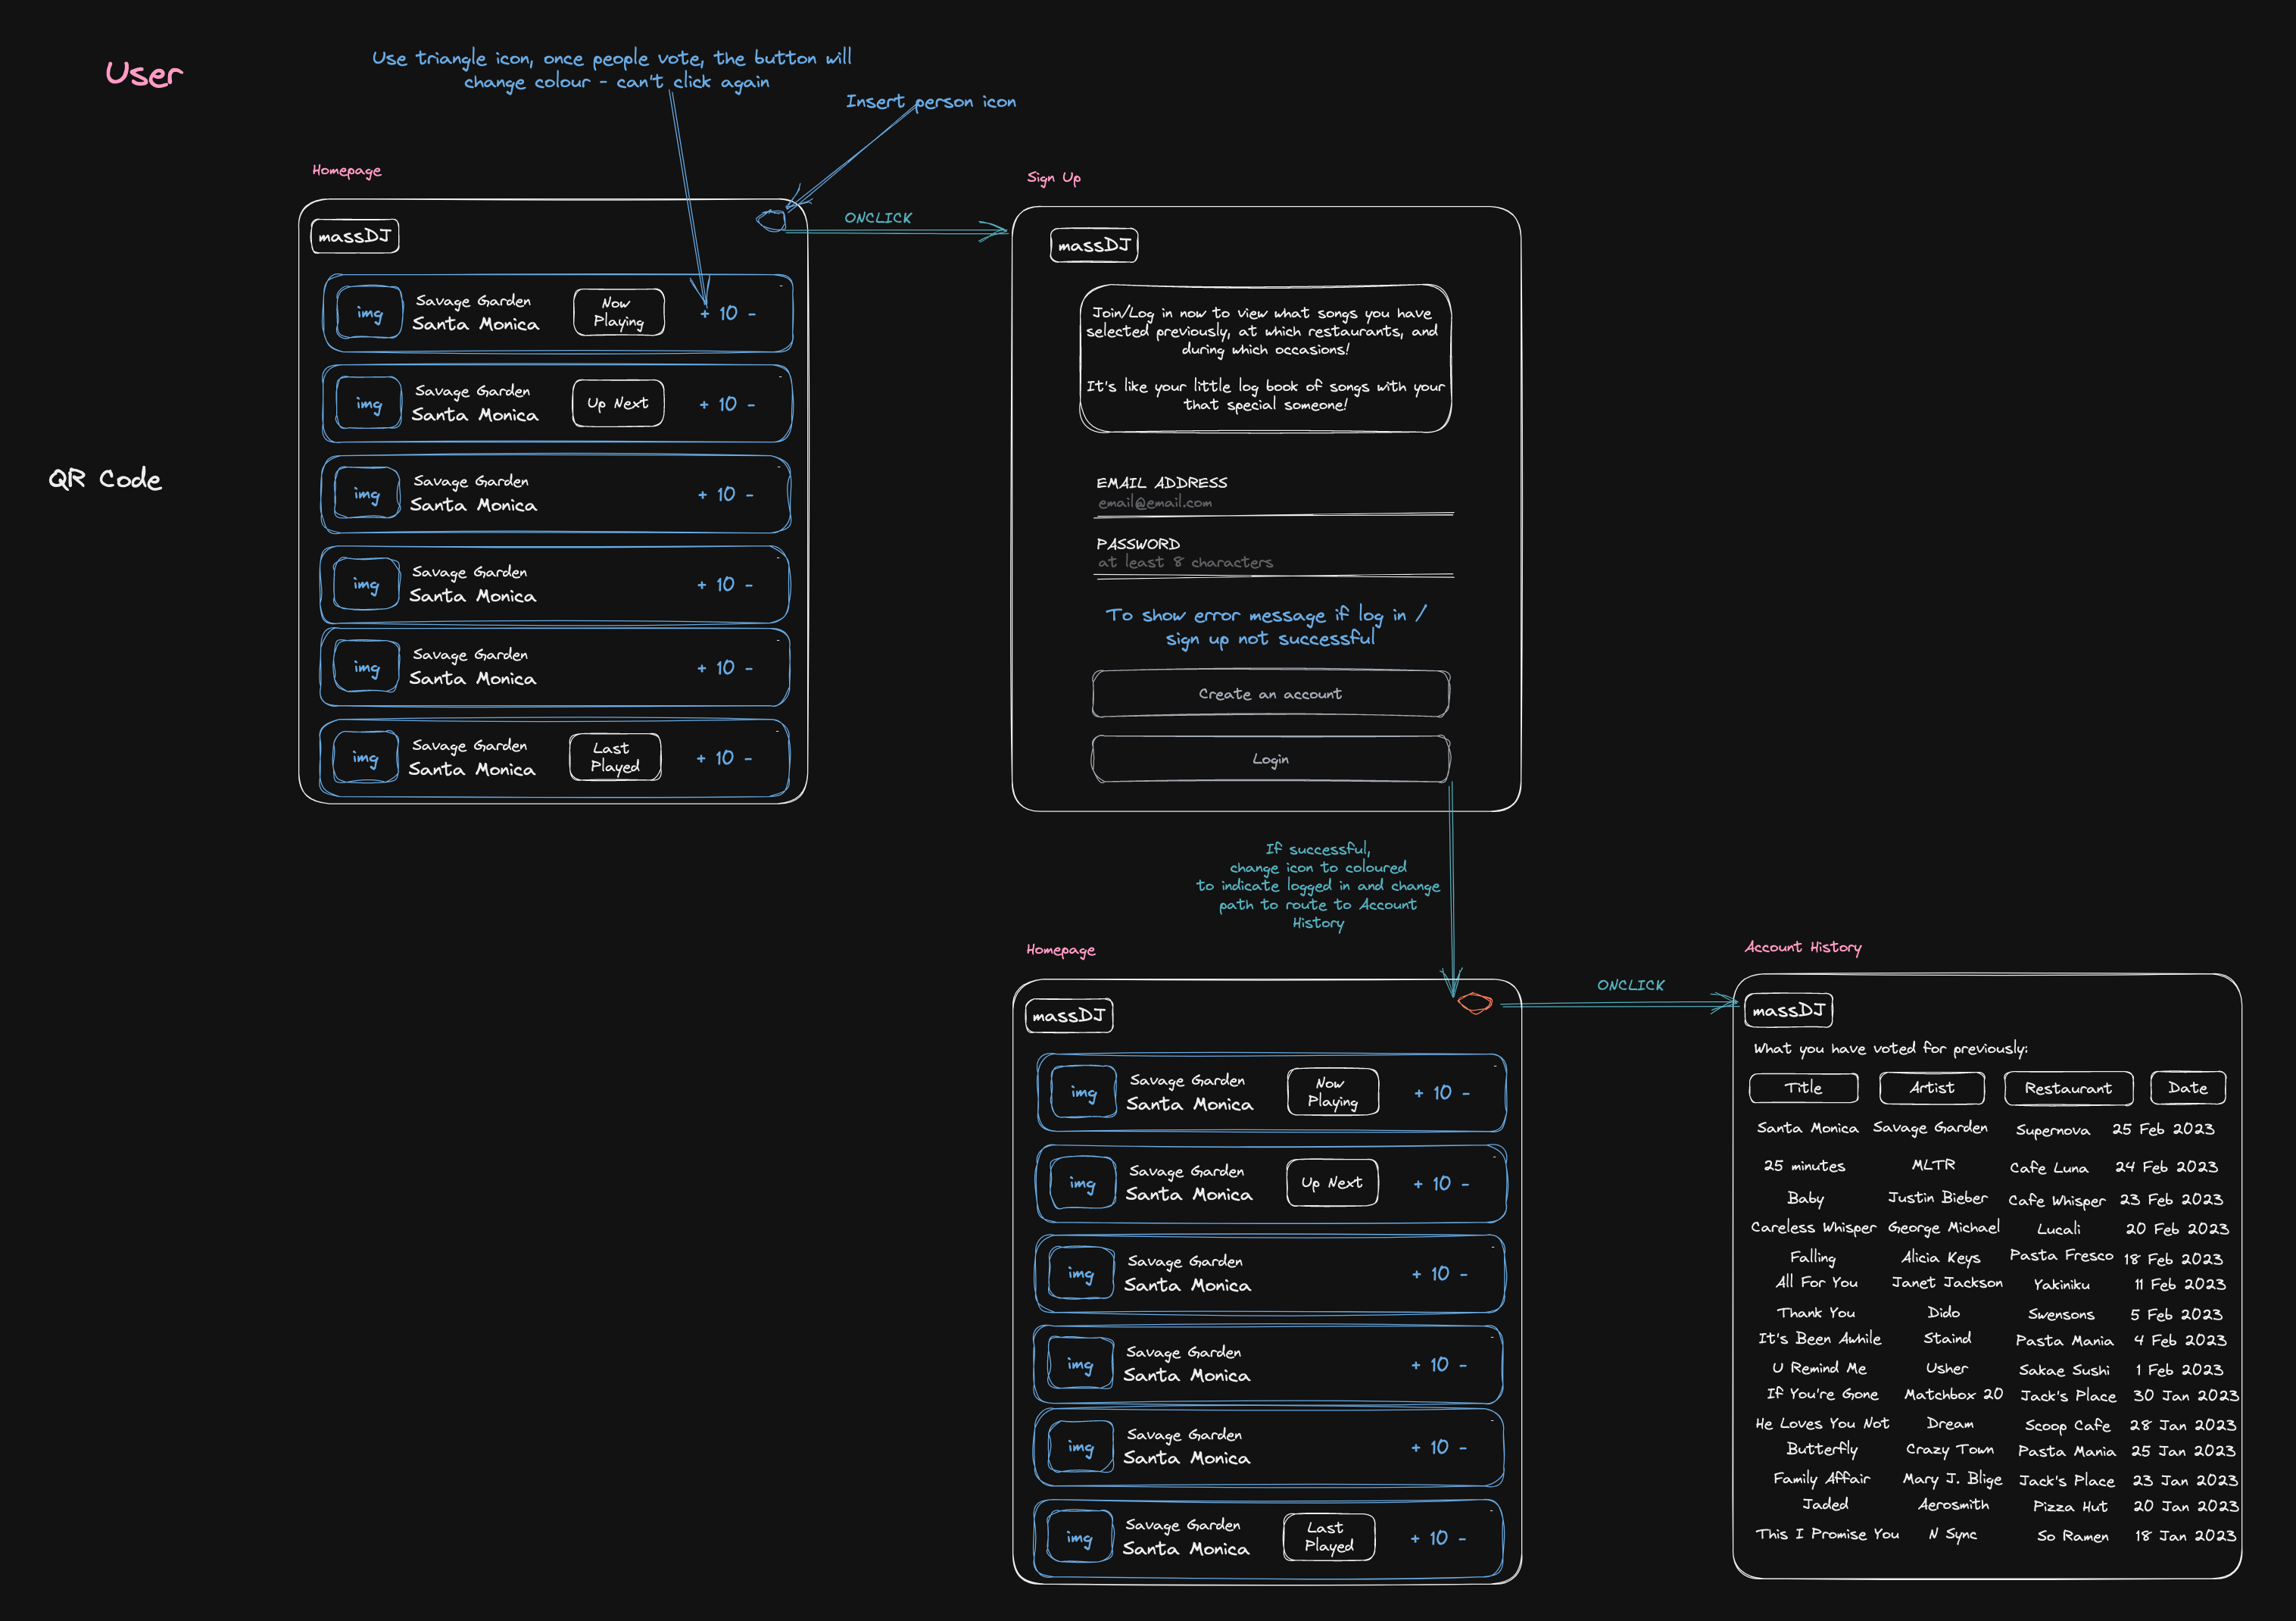 User
Use triangle icon, once people vote, the button will
change colour - can't click again
Insert person icon
QR Code
Homepage
massDJ
ONCLICK
img
Savage Garden
Santa Monica
Now
Playing
+ 10 -
img
Savage Garden
Santa Monica
Up Next
+ 10 -
img
Savage Garden
Santa Monica
+ 10 -
img
Savage Garden
Santa Monica
+ 10 -
img
Savage Garden
Santa Monica
+ 10 -
img
Savage Garden
Santa Monica
Last
Played
+ 10 -
Sign Up
massDJ
Join/Log in now to view what songs you have
selected previously, at which restaurants, and
during which occasions!
It's like your little log book of songs with your
that special someone!
EMAIL ADDRESS
email@email.com
PASSWORD
at least 8 characters
To show error message if log in /
sign up not successful
Create an account
Login
If successful,
change icon to coloured
to indicate logged in and change
path to route to Account
History
Homepage
massDJ
ONCLICK
img
Savage Garden
Santa Monica
Now
Playing
+ 10 -
img
Savage Garden
Santa Monica
Up Next
+ 10 -
img
Savage Garden
Santa Monica
+ 10 -
img
Savage Garden
Santa Monica
+ 10 -
img
Savage Garden
Santa Monica
+ 10 -
img
Savage Garden
Santa Monica
Last
Played
+ 10 -
Account History
massDJ
What you have voted for previously:
Title Artist Restaurant Date
Santa Monica Savage Garden Supernova 25 Feb 2023
25 minutes MLTR Cafe Luna 24 Feb 2023
Baby Justin Bieber Cafe Whisper 23 Feb 2023
Careless Whisper George Michael Lucali 20 Feb 2023
Falling Alicia Keys Pasta Fresco 18 Feb 2023
All For You Janet Jackson Yakiniku 11 Feb 2023
Thank You Dido Swensons 5 Feb 2023
It's Been Awhile Staind Pasta Mania 4 Feb 2023
U Remind Me Usher Sakae Sushi 1 Feb 2023
If You're Gone Matchbox 20 Jack's Place 30 Jan 2023
He Loves You Not Dream Scoop Cafe 28 Jan 2023
Butterfly Crazy Town Pasta Mania 25 Jan 2023
Family Affair Mary J. Blige Jack's Place 23 Jan 2023
Jaded Aerosmith Pizza Hut 20 Jan 2023
This I Promise You N Sync So Ramen 18 Jan 2023